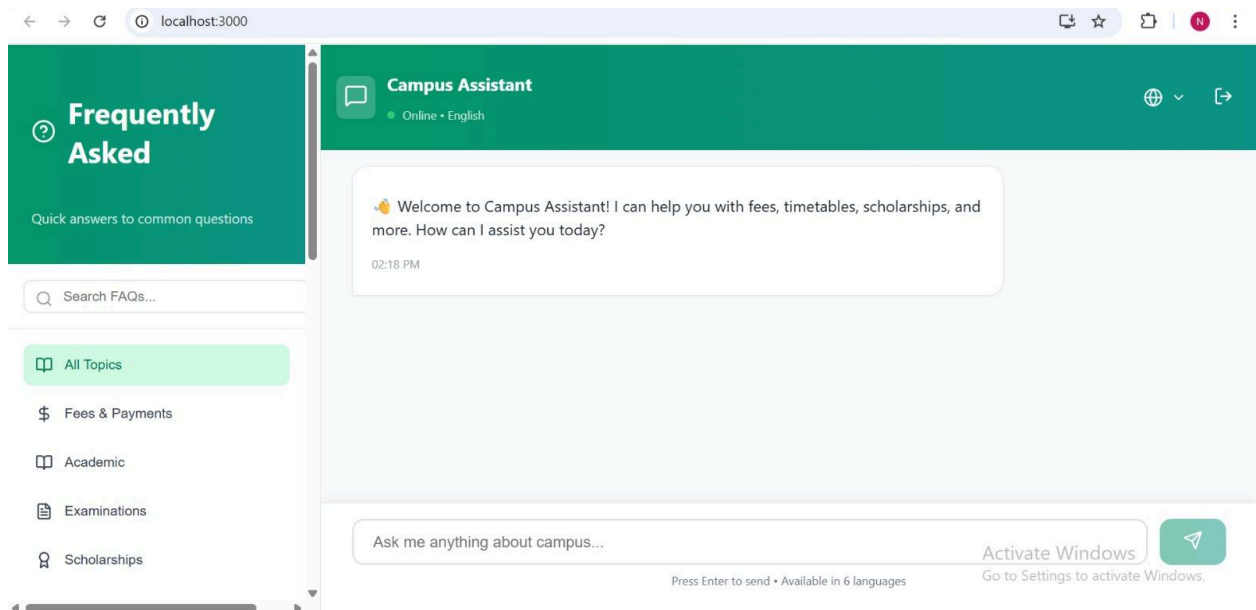 localhost:3000
N
Frequently
Asked
Quick answers to common questions
Search FAQs...
All Topics
Fees & Payments
Academic
Examinations
Scholarships
Campus Assistant
Online • English
👋 Welcome to Campus Assistant! I can help you with fees, timetables, scholarships, and
more. How can I assist you today?
02:18 PM
Ask me anything about campus...
Press Enter to send • Available in 6 languages
Activate Windows
Go to Settings to activate Windows.